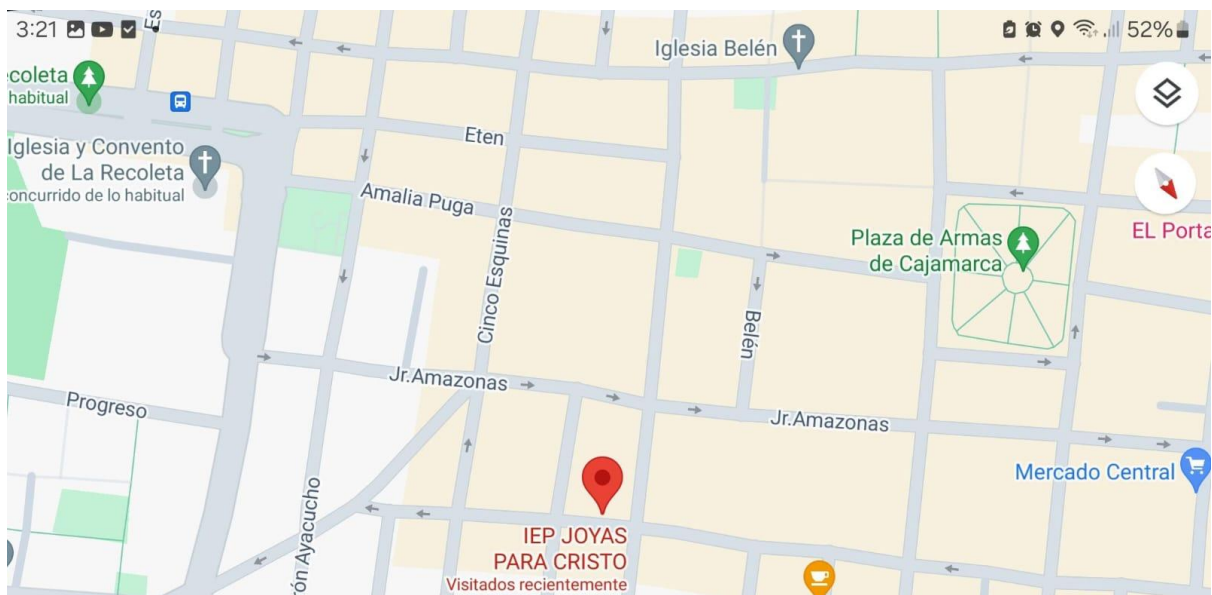 3:21
52%
Iglesia Belén
ecoleta
habitual
Eten
Iglesia y Convento
de La Recoleta
concurrido de lo habitual
Amalia Puga
Cinco Esquinas
Plaza de Armas
de Cajamarca
EL Porta
Belén
Jr.Amazonas
Progreso
Jr.Amazonas
Mercado Central
rón Ayacucho
IEP JOYAS
PARA CRISTO
Visitados recientemente